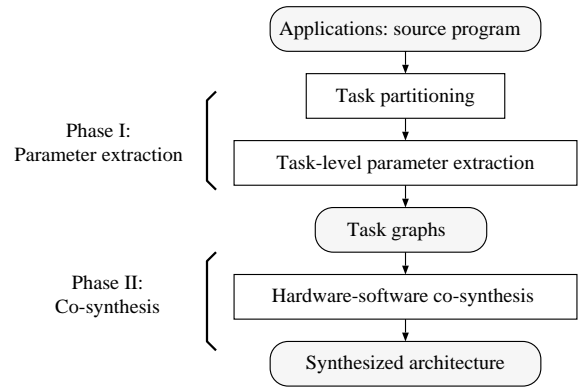 Applications: source program
Task partitioning
Phase I:
Parameter extraction
Task-level parameter extraction
Task graphs
Phase II:
Co-synthesis
Hardware-software co-synthesis
Synthesized architecture